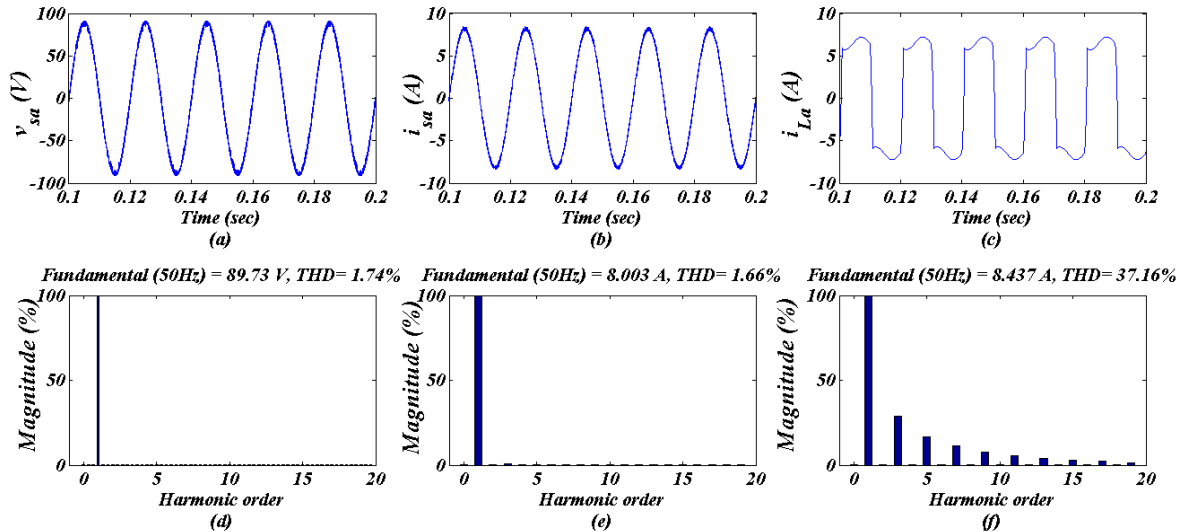 100
50
0
-50
-100
v sa (V)
0.1 0.12 0.14 0.16 0.18 0.2
Time (sec)
(a)
10
5
0
-5
-10
i sa (A)
0.1 0.12 0.14 0.16 0.18 0.2
Time (sec)
(b)
10
5
0
-5
-10
i La (A)
0.1 0.12 0.14 0.16 0.18 0.2
Time (sec)
(c)
Fundamental (50Hz) = 89.73 V, THD= 1.74%
100
50
0
Magnitude (%)
0 5 10 15 20
Harmonic order
(d)
Fundamental (50Hz) = 8.003 A, THD= 1.66%
100
50
0
Magnitude (%)
0 5 10 15 20
Harmonic order
(e)
Fundamental (50Hz) = 8.437 A, THD= 37.16%
100
50
0
Magnitude (%)
0 5 10 15 20
Harmonic order
(f)